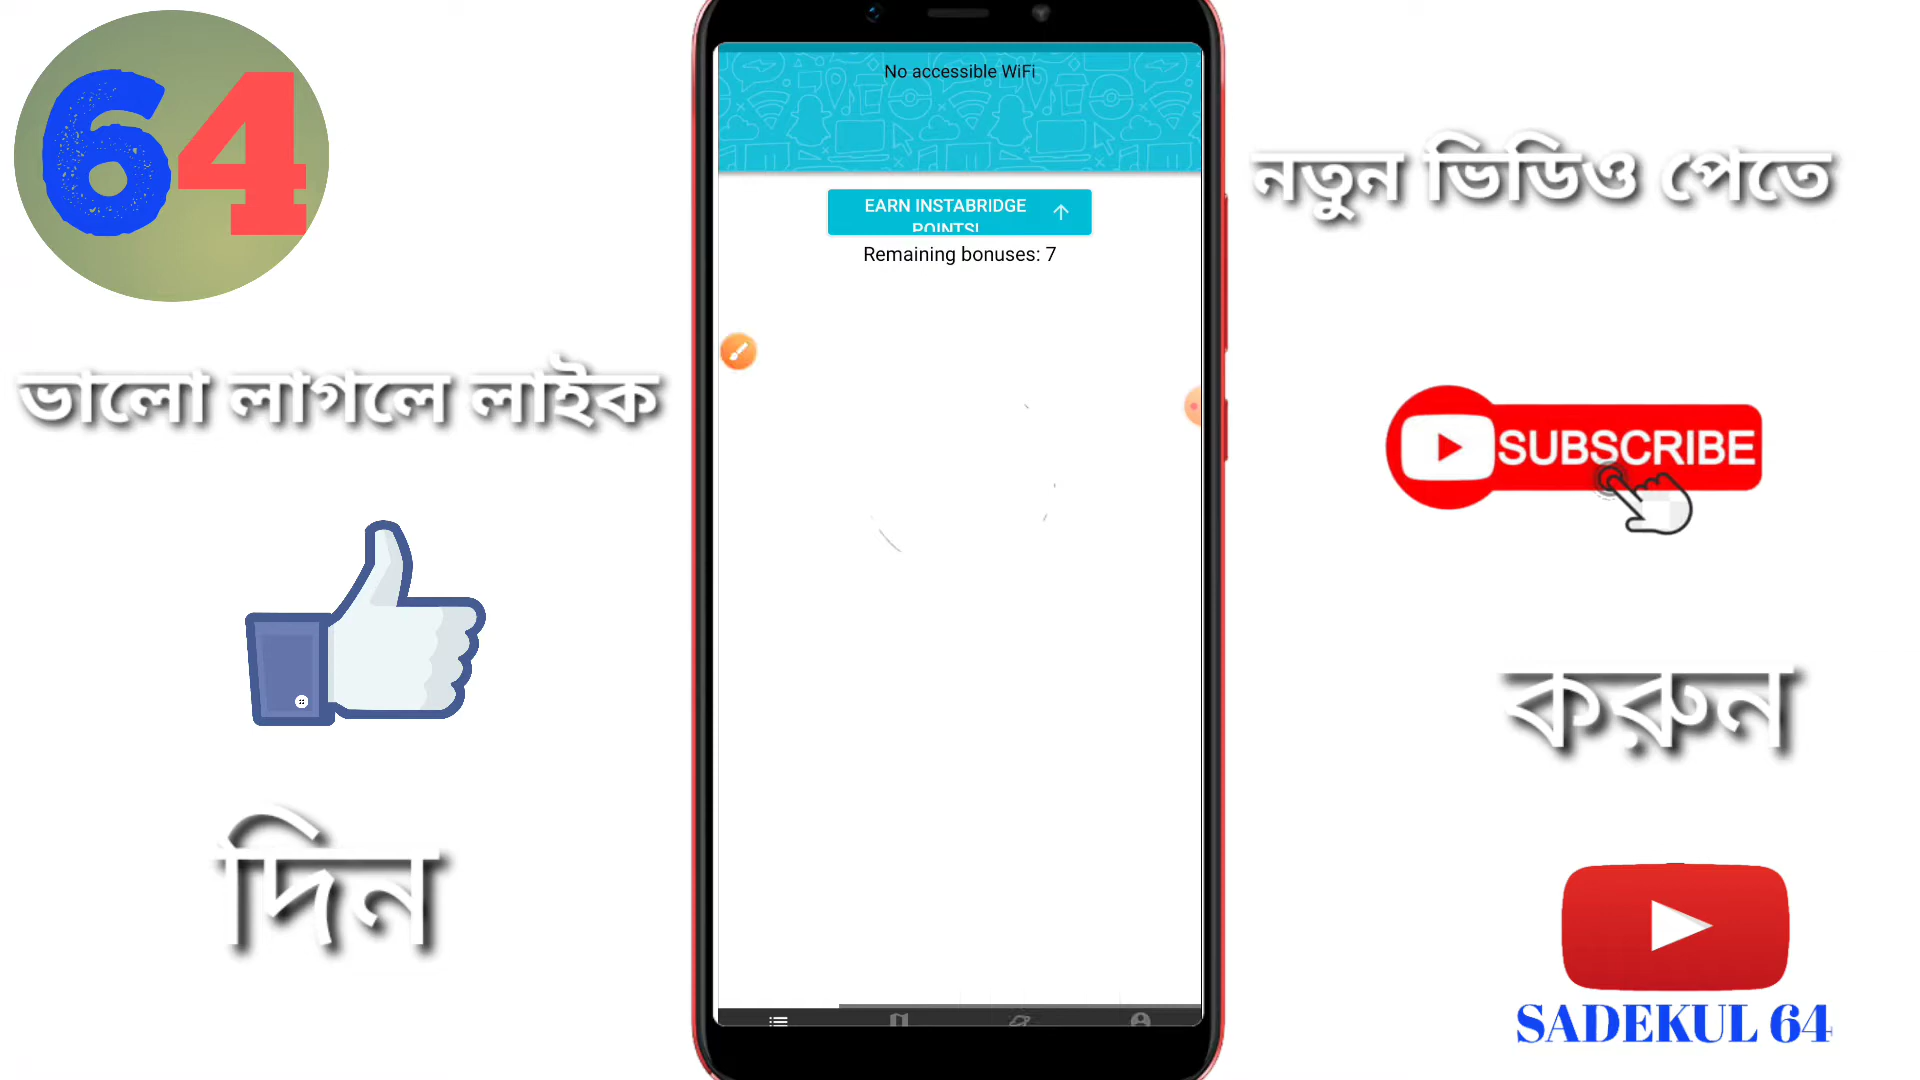 64
ভালো লাগলে লাইক
দিন
No accessible WiFi
EARN INSTABRIDGE
POINTS!
Remaining bonuses: 7
নতুন ভিডিও পেতে
SUBSCRIBE
করুন
SADEKUL 64